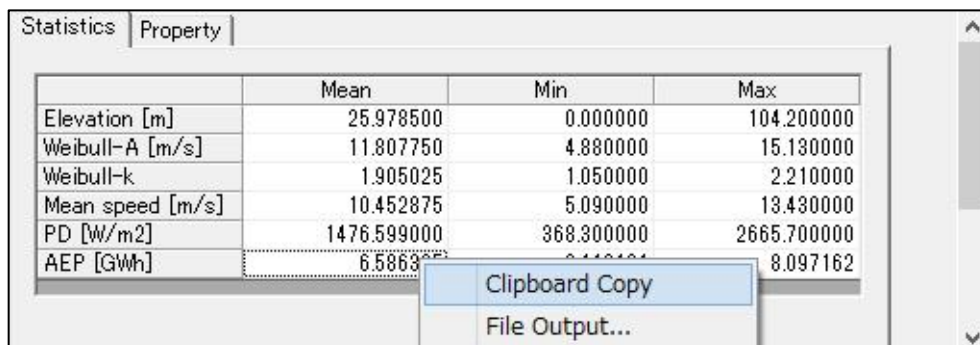 Statistics Property
Mean Min Max
Elevation [m] 25.978500 0.000000 104.200000
Weibull-A [m/s] 11.807750 4.880000 15.130000
Weibull-k 1.905025 1.050000 2.210000
Mean speed [m/s] 10.452875 5.090000 13.430000
PD [W/m2] 1476.599000 368.300000 2665.700000
AEP [GWh] 8.097162
Clipboard Copy
File Output...